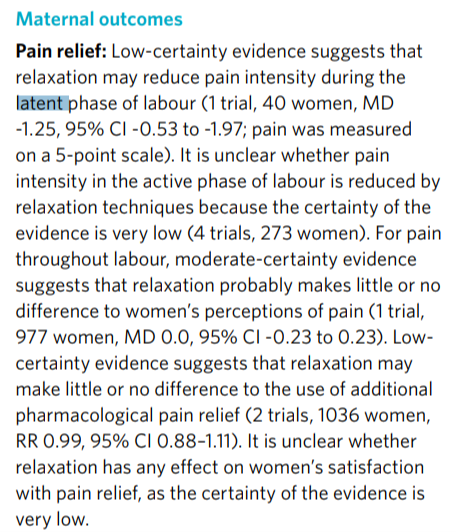 Maternal outcomes
Pain relief: Low-certainty evidence suggests that
relaxation may reduce pain intensity during the
latent phase of labour (1 trial, 40 women, MD
-1.25, 95% CI -0.53 to -1.97; pain was measured
on a 5-point scale). It is unclear whether pain
intensity in the active phase of labour is reduced by
relaxation techniques because the certainty of the
evidence is very low (4 trials, 273 women). For pain
throughout labour, moderate-certainty evidence
suggests that relaxation probably makes little or no
difference to women’s perceptions of pain (1 trial,
977 women, MD 0.0, 95% CI -0.23 to 0.23). Low-
certainty evidence suggests that relaxation may
make little or no difference to the use of additional
pharmacological pain relief (2 trials, 1036 women,
RR 0.99, 95% CI 0.88–1.11). It is unclear whether
relaxation has any effect on women’s satisfaction
with pain relief, as the certainty of the evidence is
very low.